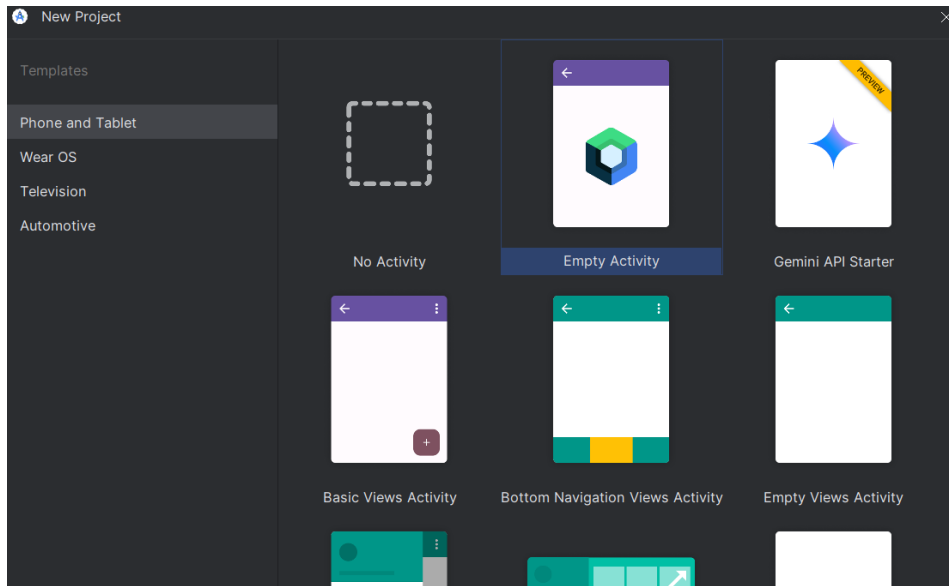 New Project
Templates
Phone and Tablet
Wear OS
Television
Automotive
No Activity
Empty Activity
PREVIEW
Gemini API Starter
Basic Views Activity
Bottom Navigation Views Activity
Empty Views Activity